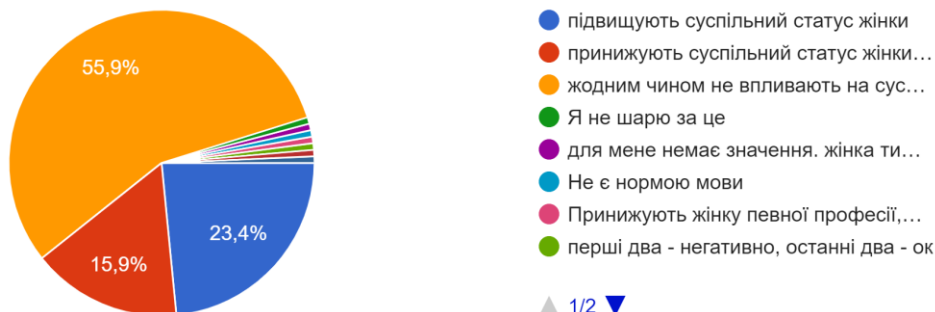 55,9%
15,9%
23,4%
підвищують суспільний статус жінки
принижують суспільний статус жінки…
жодним чином не впливають на сус…
Я не шарю за це
для мене немає значення. жінка ти…
Не є нормою мови
Принижують жінку певної професії,…
перші два - негативно, останні два - ок
1/2